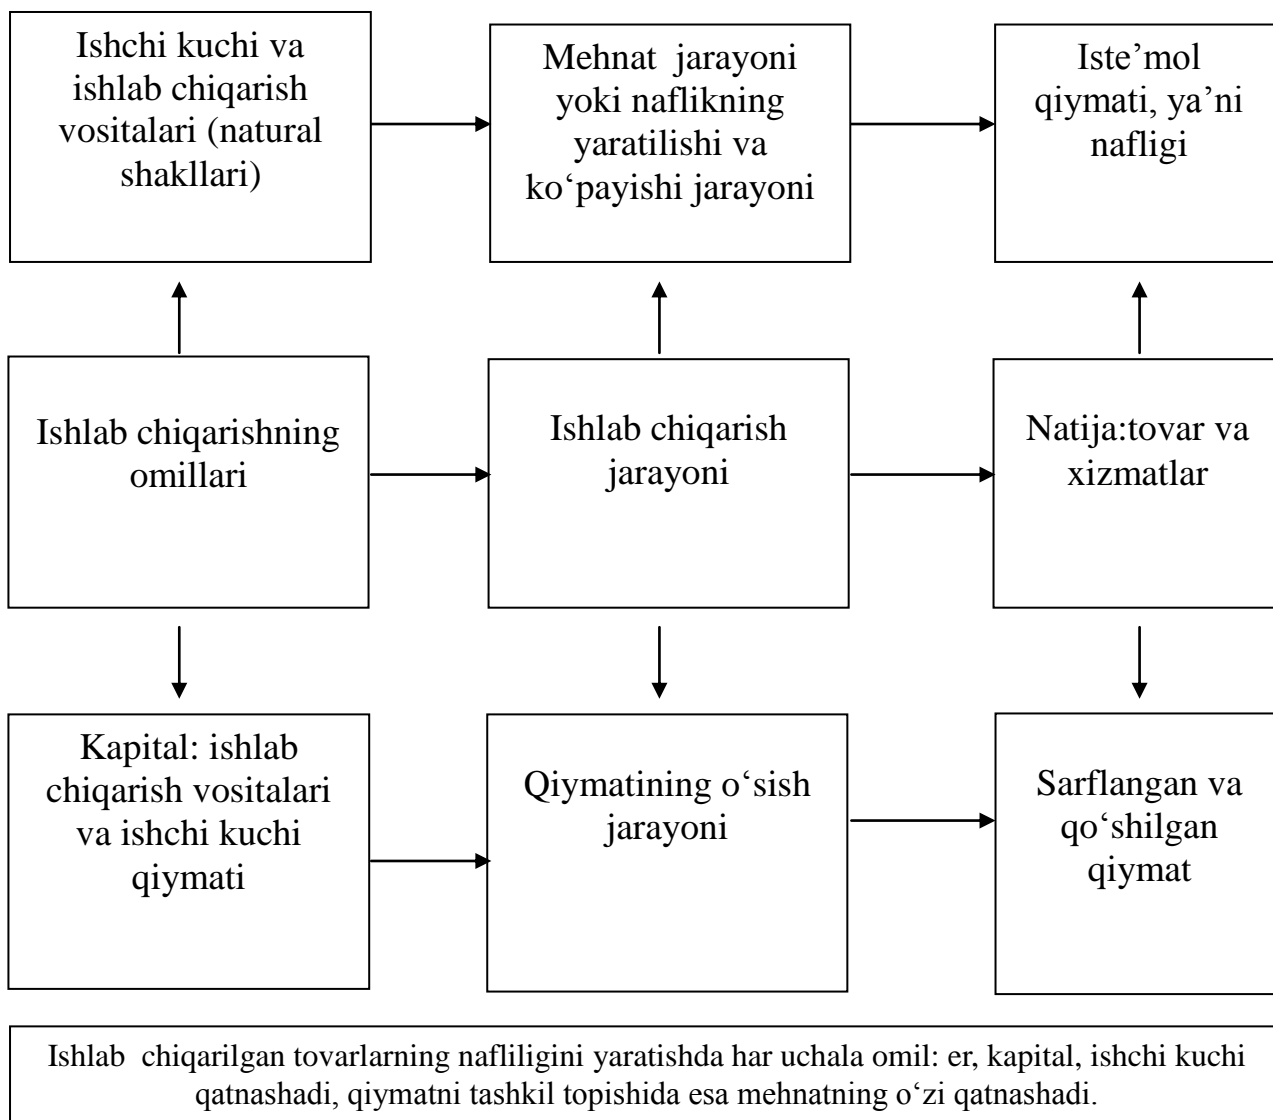 Ishchi kuchi va
ishlab chiqarish
vositalari (natural
shakllari)
Mehnat jarayoni
yoki naflikning
yaratilishi va
ko‘payishi jarayoni
Iste’mol
qiymati, ya’ni
nafligi
Ishlab chiqarishning
omillari
Ishlab chiqarish
jarayoni
Natija:tovar va
xizmatlar
Kapital: ishlab
chiqarish vositalari
va ishchi kuchi
qiymati
Qiymatining o‘sish
jarayoni
Sarflangan va
qo‘shilgan
qiymat
Ishlab chiqarilgan tovarlarning nafliligini yaratishda har uchala omil: er, kapital, ishchi kuchi
qatnashadi, qiymatni tashkil topishida esa mehnatning o‘zi qatnashadi.